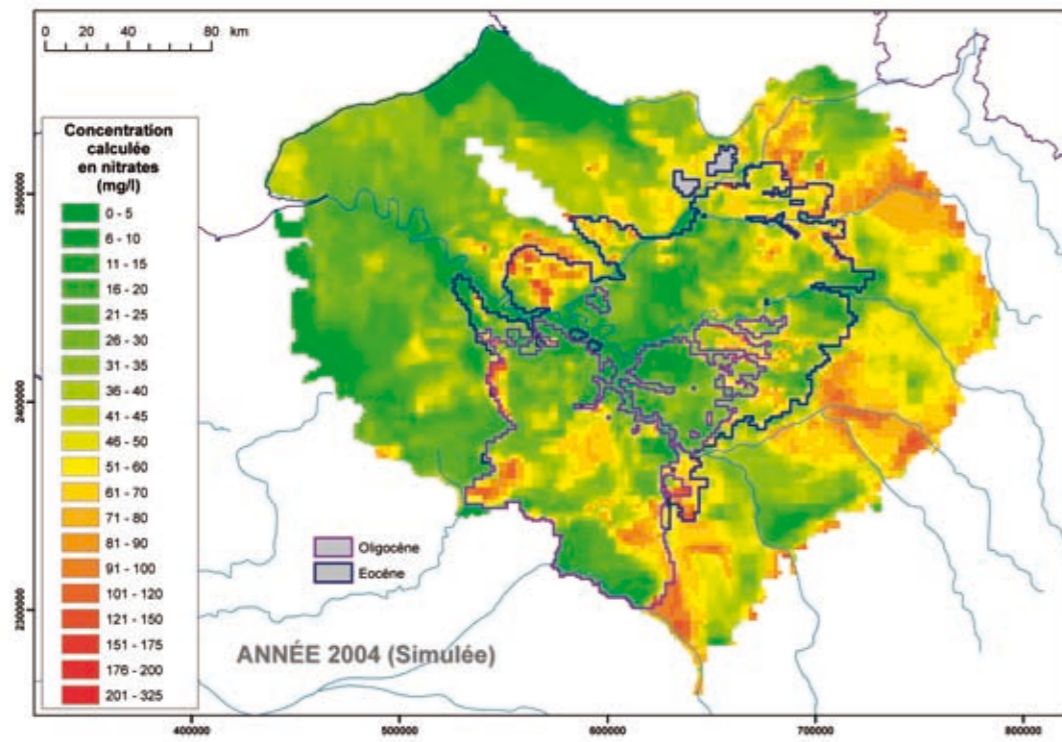 0 20 40 80 km
Concentration
calculée
en nitrates
(mg/l)
0 - 5
6 - 10
11 - 15
16 - 20
21 - 25
26 - 30
31 - 35
36 - 40
41 - 45
46 - 50
51 - 60
61 - 70
71 - 80
81 - 90
91 - 100
101 - 120
121 - 150
151 - 175
176 - 200
201 - 325
Oligocène
Eocène
ANNÉE 2004 (Simulée)
2500000
2400000
2300000
400000 500000 600000 700000 800000